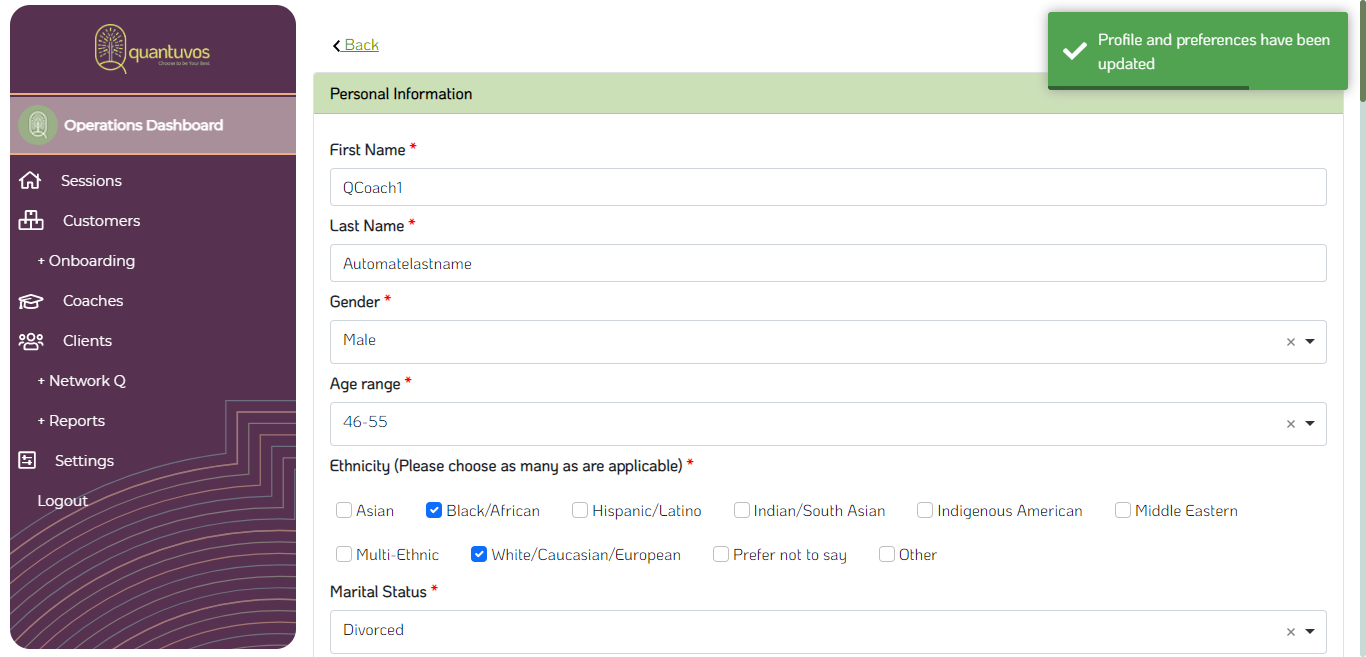 quantuvos
Choose to be Your Best
Operations Dashboard
Sessions
Customers
+ Onboarding
Coaches
Clients
+ Network Q
+ Reports
Settings
Logout
Back
Profile and preferences have been
updated
Personal Information
First Name *
QCoach1
Last Name *
Automatelastname
Gender *
Male
Age range *
46-55
Ethnicity (Please choose as many as are applicable) *
Asian Black/African Hispanic/Latino Indian/South Asian Indigenous American Middle Eastern
Multi-Ethnic White/Caucasian/European Prefer not to say Other
Marital Status *
Divorced